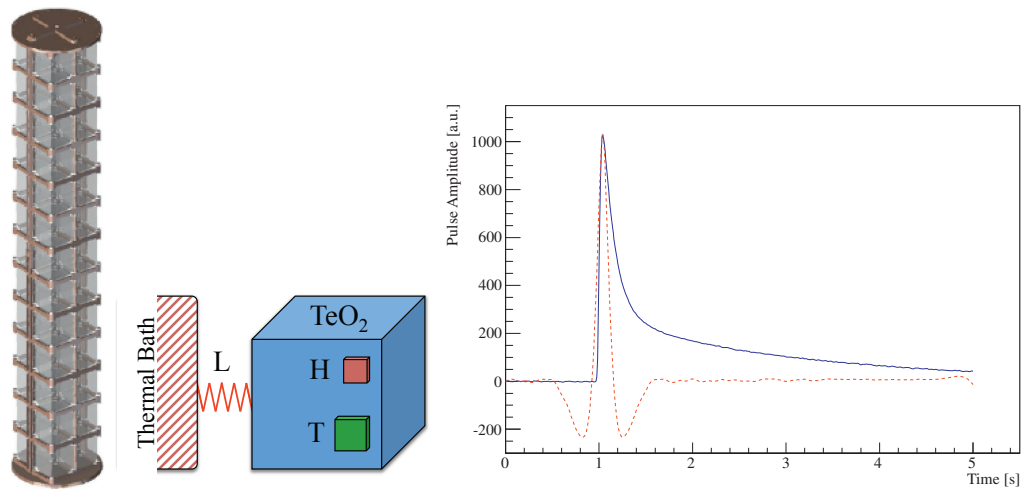 Thermal Bath
L
TeO₂
H
T
Pulse Amplitude [a.u.]
1000
800
600
400
200
0
-200
0 1 2 3 4 5
Time [s]